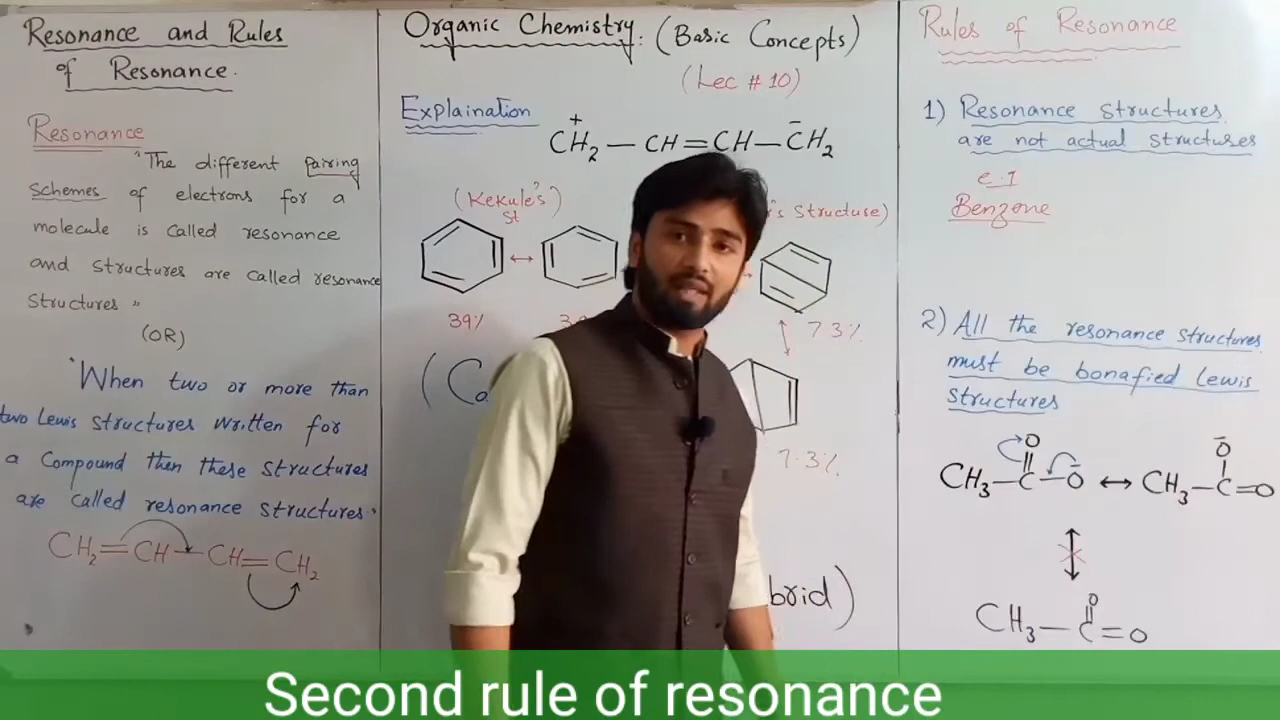 Resonance and Rules
of Resonance.
Resonance
"The different pairing
schemes of electrons for a
molecule is called resonance
and structures are called resonance
structures"
(OR)
"When two or more than
two Lewis structures written for
a compound then these structures
are called resonance structures."
CH2=CH—CH=CH2
Organic Chemistry: (Basic Concepts)
(Lec # 10)
Explaination
+CH2—CH=CH—-CH2
(Kekule's)
St
's Structuse)
39%
7.3%
7.3%
brid)
Rules of Resonance
1) Resonance structures
are not actual structuses
e.g
Benzone
2) All the resonance structures
must be bonafied Lewis
structures
O O-
CH3—C—O- ↔ CH3—C=O
O
CH3—C=O
Second rule of resonance